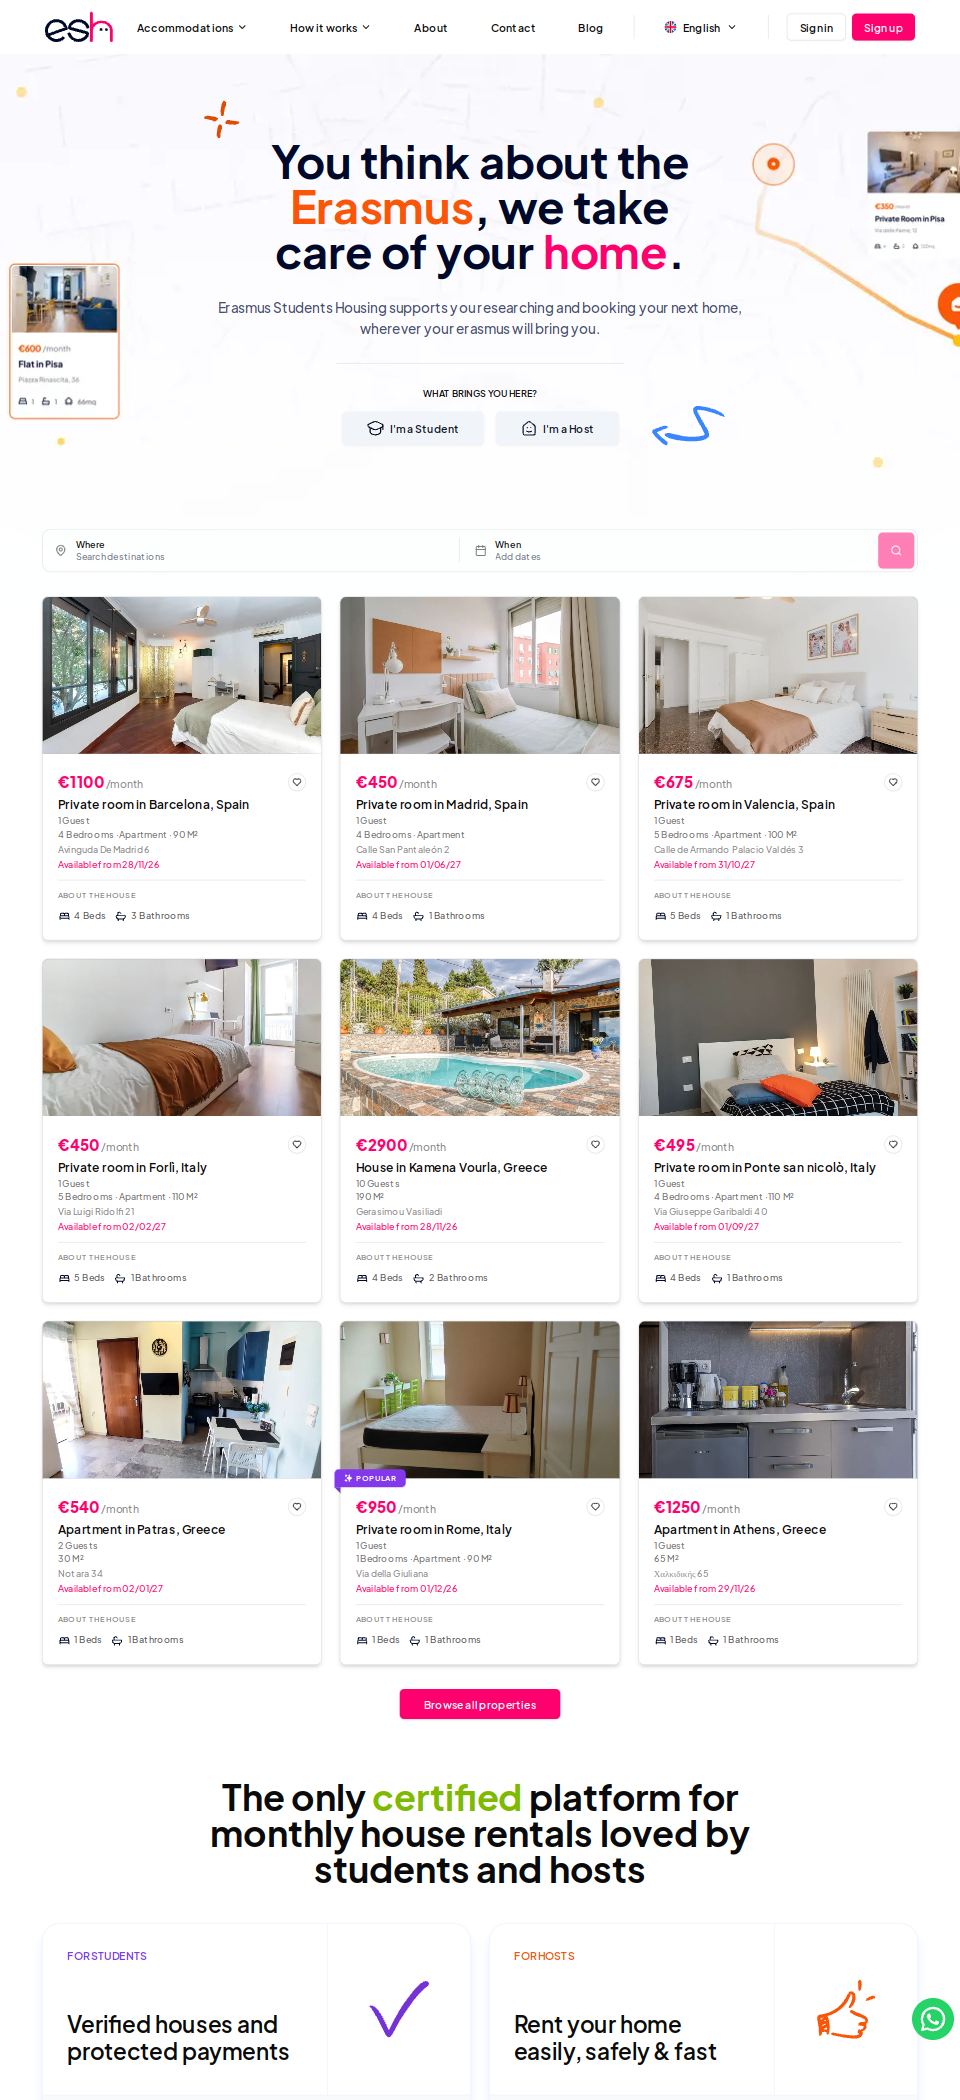 esh
Accommodations
How it works
About
Contact
Blog
English
Sign in
Sign up
You think about the
Erasmus, we take
care of your home.
Erasmus Students Housing supports you researching and booking your next home,
wherever your erasmus will bring you.
€350 /month
Private Room in Pisa
€600 /month
Flat in Pisa
Piazza Rinascita, 36
1 1 66mq
WHAT BRINGS YOU HERE?
I'm a Student
I'm a Host
Where
Search destinations
When
Add dates
€1100 /month
Private room in Barcelona, Spain
1 Guest
4 Bedrooms · Apartment · 90 M²
Avinguda De Madrid 6
Available from 28/11/26
ABOUT THE HOUSE
4 Beds 3 Bathrooms
€450 /month
Private room in Madrid, Spain
1 Guest
4 Bedrooms · Apartment
Calle San Pantaleón 2
Available from 01/06/27
ABOUT THE HOUSE
4 Beds 1 Bathrooms
€675 /month
Private room in Valencia, Spain
1 Guest
5 Bedrooms · Apartment · 100 M²
Calle de Armando Palacio Valdés 3
Available from 31/10/27
ABOUT THE HOUSE
5 Beds 1 Bathrooms
€450 /month
Private room in Forlì, Italy
1 Guest
5 Bedrooms · Apartment · 110 M²
Via Luigi Ridolfi 21
Available from 02/02/27
ABOUT THE HOUSE
5 Beds 1 Bathrooms
€2900 /month
House in Kamena Vourla, Greece
10 Guests
190 M²
Gerasimou Vasiliadi
Available from 28/11/26
ABOUT THE HOUSE
4 Beds 2 Bathrooms
€495 /month
Private room in Ponte san nicolò, Italy
1 Guest
4 Bedrooms · Apartment · 110 M²
Via Giuseppe Garibaldi 40
Available from 01/09/27
ABOUT THE HOUSE
4 Beds 1 Bathrooms
€540 /month
Apartment in Patras, Greece
2 Guests
30 M²
Notara 34
Available from 02/01/27
ABOUT THE HOUSE
1 Beds 1 Bathrooms
POPULAR
€950 /month
Private room in Rome, Italy
1 Guest
1 Bedrooms · Apartment · 90 M²
Via della Giuliana
Available from 01/12/26
ABOUT THE HOUSE
1 Beds 1 Bathrooms
€1250 /month
Apartment in Athens, Greece
1 Guest
65 M²
Χαλκιδικής 65
Available from 29/11/26
ABOUT THE HOUSE
1 Beds 1 Bathrooms
Browse all properties
The only certified platform for
monthly house rentals loved by
students and hosts
FOR STUDENTS
Verified houses and
protected payments
FOR HOSTS
Rent your home
easily, safely & fast